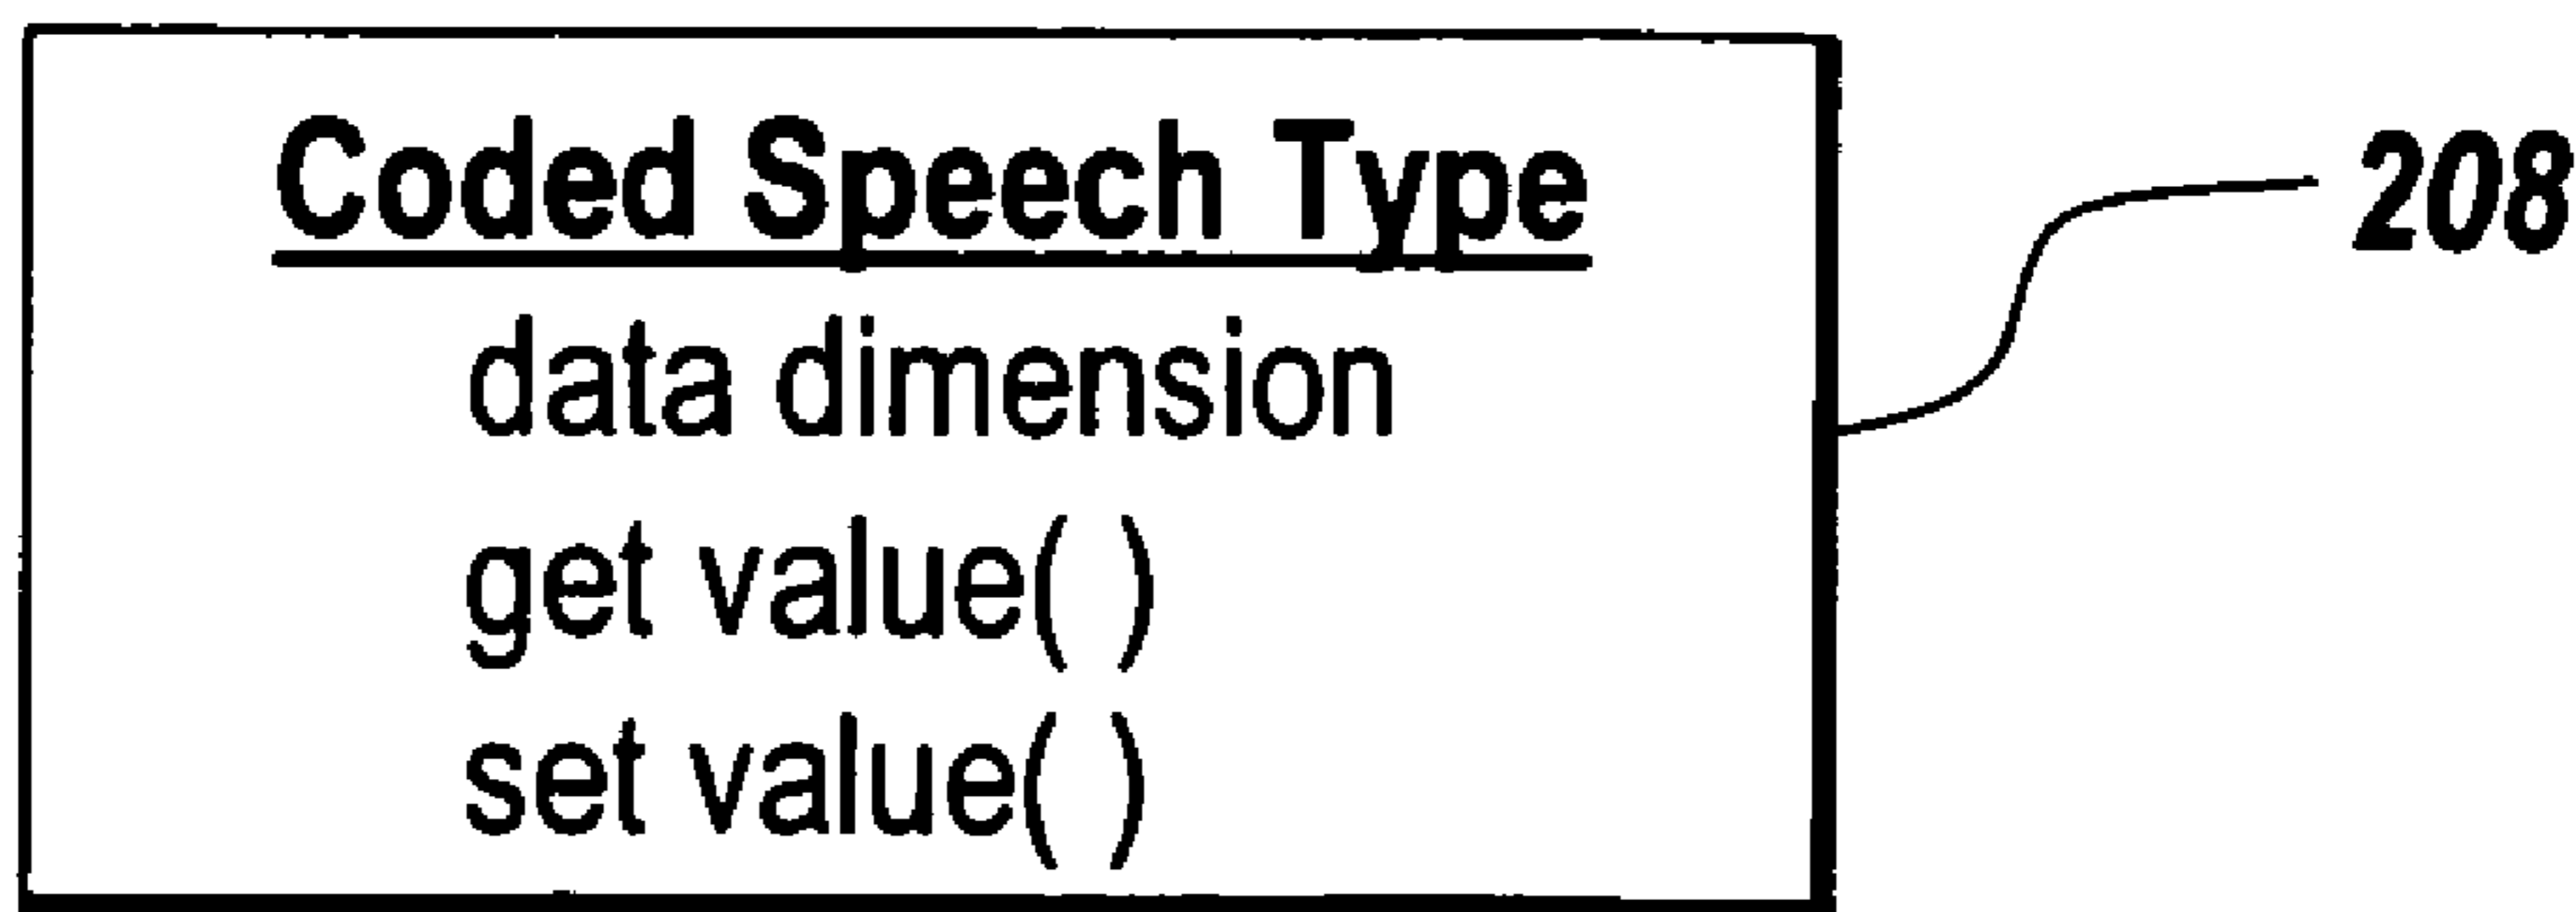 Coded Speech Type
208
data dimension
get value( )
set value( )